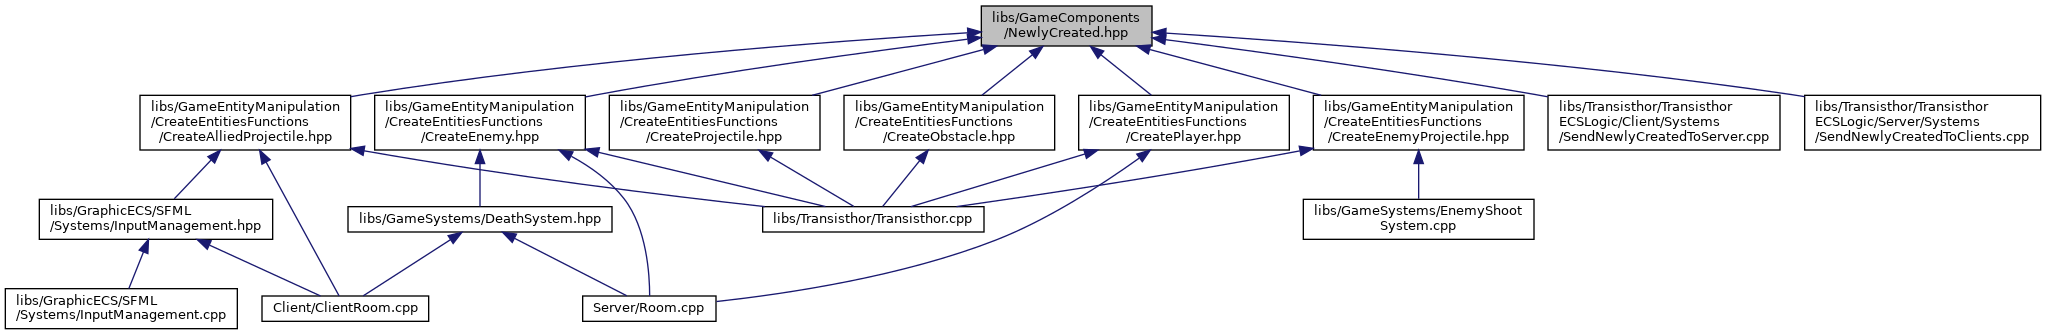 libs/GameComponents
/NewlyCreated.hpp
libs/GameEntityManipulation
/CreateEntitiesFunctions
/CreateAlliedProjectile.hpp
libs/GameEntityManipulation
/CreateEntitiesFunctions
/CreateEnemy.hpp
libs/GameEntityManipulation
/CreateEntitiesFunctions
/CreateProjectile.hpp
libs/GameEntityManipulation
/CreateEntitiesFunctions
/CreateObstacle.hpp
libs/GameEntityManipulation
/CreateEntitiesFunctions
/CreatePlayer.hpp
libs/GameEntityManipulation
/CreateEntitiesFunctions
/CreateEnemyProjectile.hpp
libs/Transisthor/Transisthor
ECSLogic/Client/Systems
/SendNewlyCreatedToServer.cpp
libs/Transisthor/Transisthor
ECSLogic/Server/Systems
/SendNewlyCreatedToClients.cpp
libs/GraphicECS/SFML
/Systems/InputManagement.hpp
libs/GameSystems/DeathSystem.hpp
libs/Transisthor/Transisthor.cpp
libs/GameSystems/EnemyShoot
System.cpp
libs/GraphicECS/SFML
/Systems/InputManagement.cpp
Client/ClientRoom.cpp
Server/Room.cpp